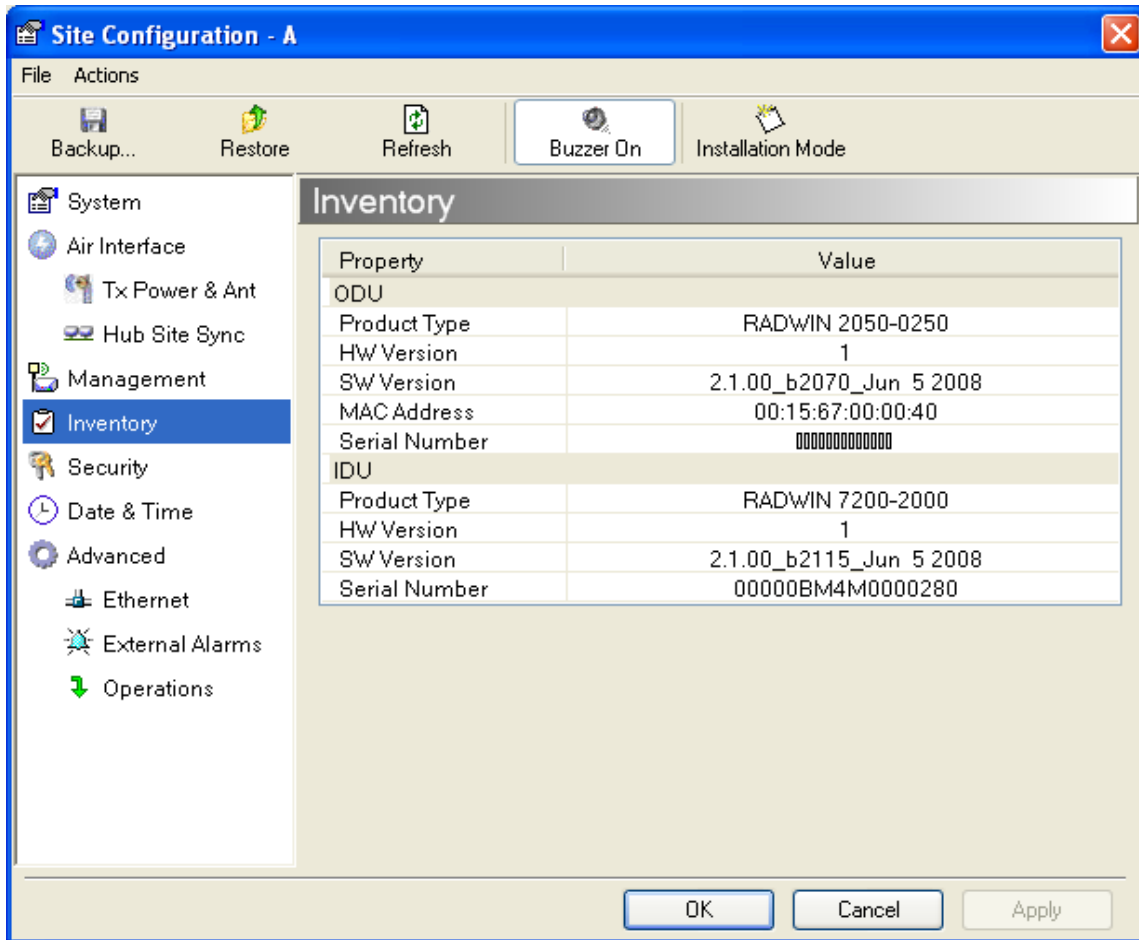 Site Configuration - A
File Actions
Backup... Restore Refresh Buzzer On Installation Mode
System
Air Interface
Tx Power & Ant
Hub Site Sync
Management
Inventory
Security
Date & Time
Advanced
Ethernet
External Alarms
Operations
Inventory
Property Value
ODU
Product Type RADWIN 2050-0250
HW Version 1
SW Version 2.1.00_b2070_Jun 5 2008
MAC Address 00:15:67:00:00:40
Serial Number
IDU
Product Type RADWIN 7200-2000
HW Version 1
SW Version 2.1.00_b2115_Jun 5 2008
Serial Number 00000BM4M0000280
OK Cancel Apply